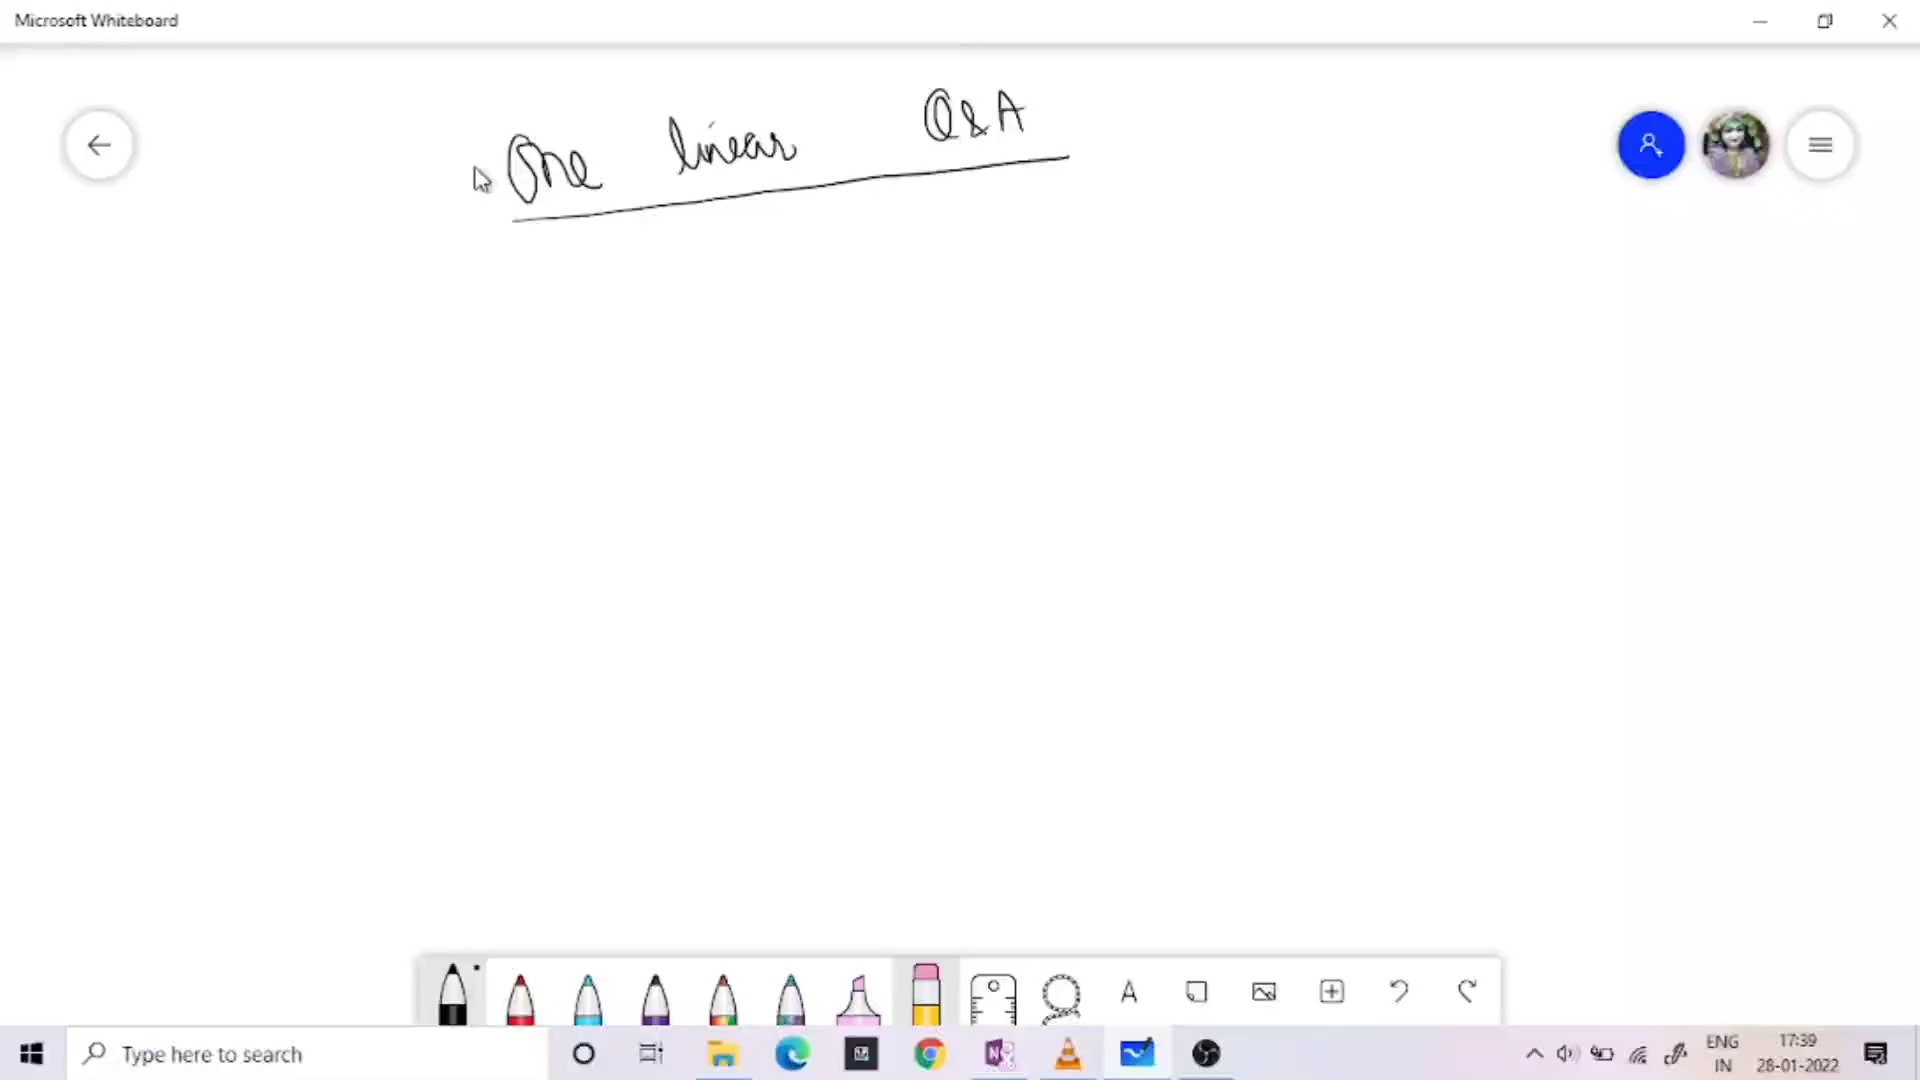 Microsoft Whiteboard
One linear Q&A
Type here to search
ENG
IN
17:39
28-01-2022